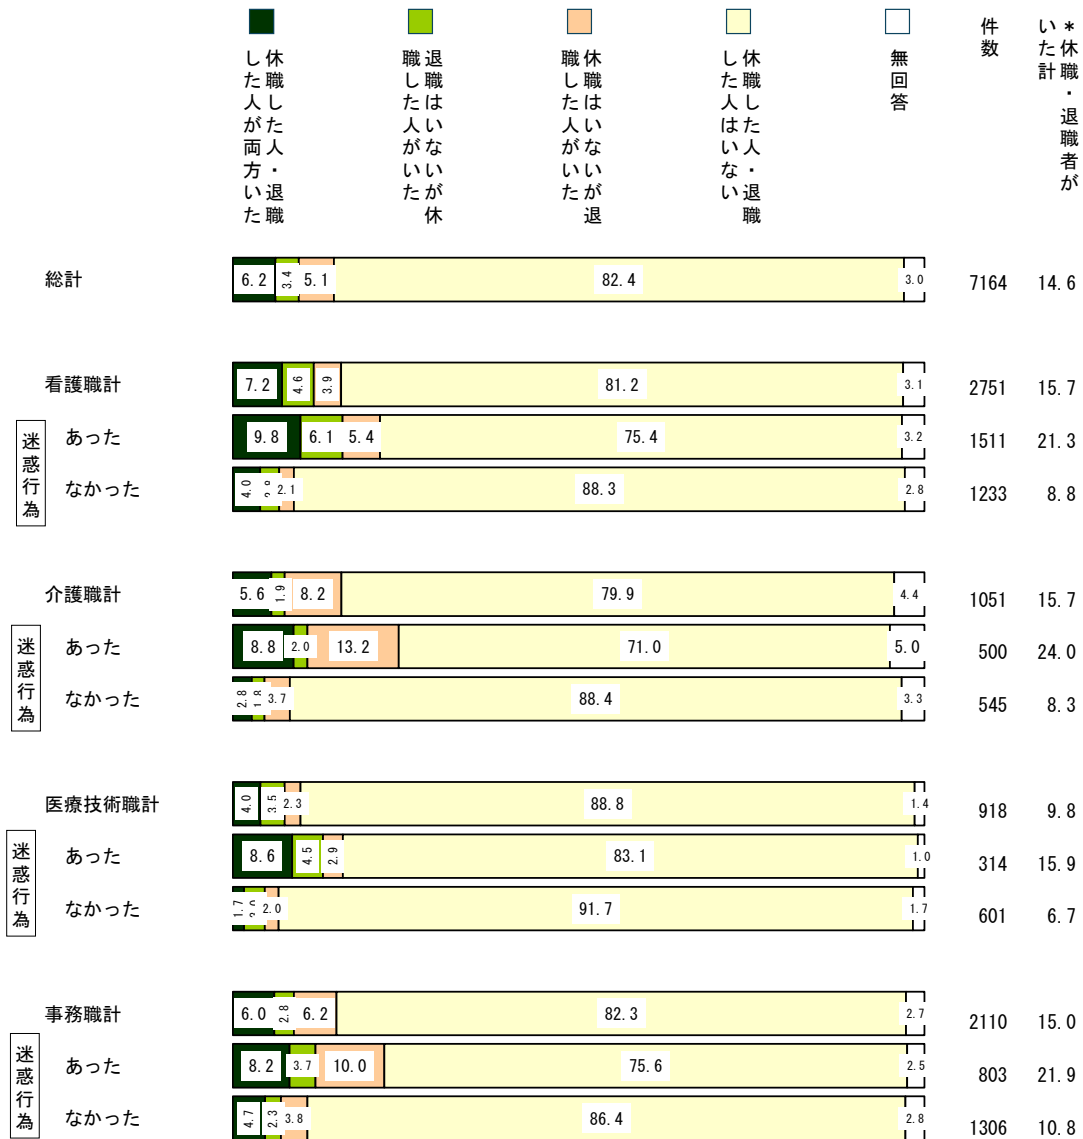 休職した人・退職
した人が両方いた
退職はいないが休
職した人がいた
休職はいないが退
職した人がいた
休職した人・退職
した人はいない
無回答
件数
*休職・退職者が
いた計
総計 6.2 3.4 5.1 82.4 3.0 7164 14.6
看護職計 7.2 4.6 3.9 81.2 3.1 2751 15.7
迷惑行為
あった 9.8 6.1 5.4 75.4 3.2 1511 21.3
なかった 4.0 2.1 88.3 2.8 1233 8.8
介護職計 5.6 1.9 8.2 79.9 4.4 1051 15.7
迷惑行為
あった 8.8 2.0 13.2 71.0 5.0 500 24.0
なかった 2.8 1.8 3.7 88.4 3.3 545 8.3
医療技術職計 4.0 3.5 2.3 88.8 1.4 918 9.8
迷惑行為
あった 8.6 4.5 2.9 83.1 1.0 314 15.9
なかった 1.7 2.0 91.7 1.7 601 6.7
事務職計 6.0 2.8 6.2 82.3 2.7 2110 15.0
迷惑行為
あった 8.2 3.7 10.0 75.6 2.5 803 21.9
なかった 4.7 2.3 3.8 86.4 2.8 1306 10.8